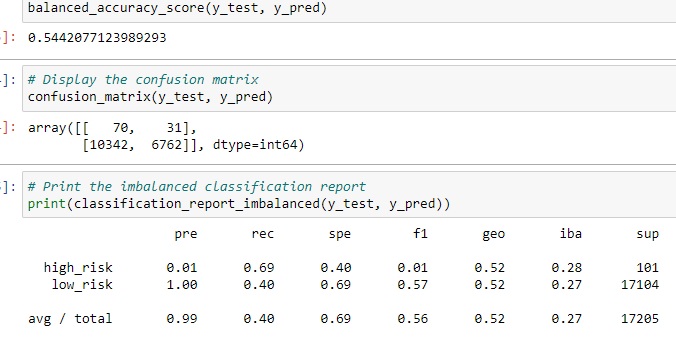 balanced_accuracy_score(y_test, y_pred)
]: 0.5442077123989293
]: # Display the confusion matrix
confusion_matrix(y_test, y_pred)
]: array([[   70,    31],
       [10342,  6762]], dtype=int64)
]: # Print the imbalanced classification report
print(classification_report_imbalanced(y_test, y_pred))
pre rec spe f1 geo iba sup
high_risk 0.01 0.69 0.40 0.01 0.52 0.28 101
low_risk 1.00 0.40 0.69 0.57 0.52 0.27 17104
avg / total 0.99 0.40 0.69 0.56 0.52 0.27 17205